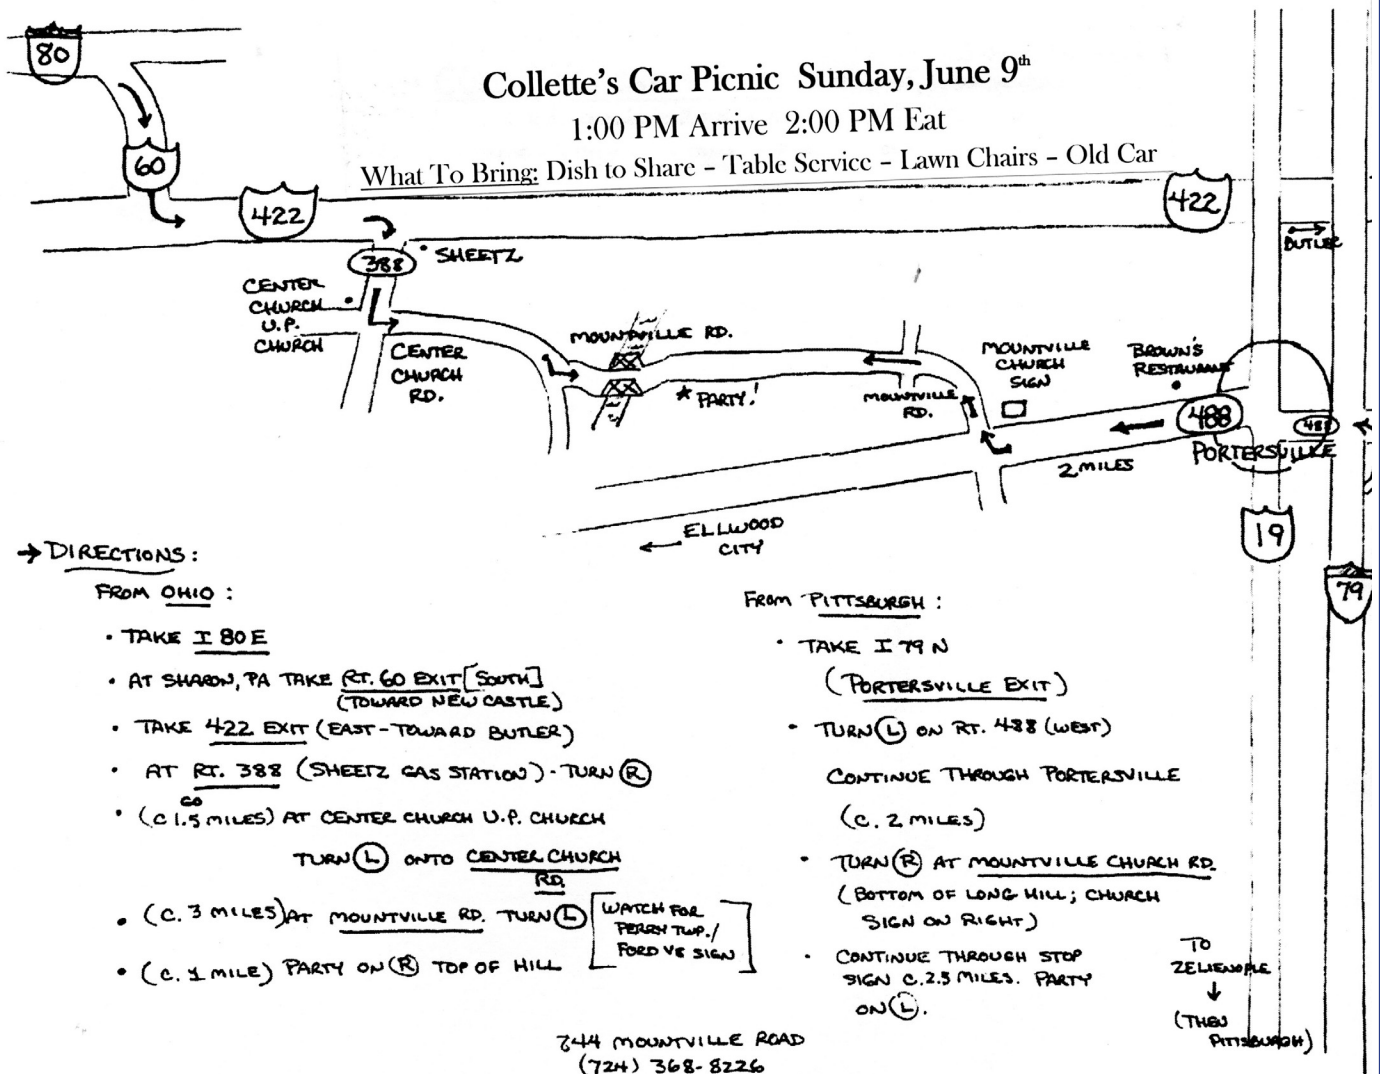 80
Collette's Car Picnic Sunday, June 9th
1:00 PM Arrive 2:00 PM Eat
What To Bring: Dish to Share – Table Service – Lawn Chairs – Old Car
60
422
422
388
SHEETZ
BUTLER
CENTER
CHURCH
U.P.
CHURCH
CENTER
CHURCH
RD.
MOUNTVILLE RD.
PARTY!
MOUNTVILLE
RD.
MOUNTVILLE
CHURCH
SIGN
BROWN'S
RESTAURANT
488
488
PORTERSVILLE
2 MILES
ELLWOOD
CITY
19
79
DIRECTIONS:
FROM OHIO:
• TAKE I 80 E
• AT SHARON, PA TAKE RT. 60 EXIT [SOUTH]
(TOWARD NEW CASTLE)
• TAKE 422 EXIT (EAST-TOWARD BUTLER)
• AT RT. 388 (SHEETZ GAS STATION) - TURN R
GO
• (C 1.5 MILES) AT CENTER CHURCH U.P. CHURCH
TURN L ONTO CENTER CHURCH
RD.
• (C. 3 MILES) AT MOUNTVILLE RD. TURN L
[WATCH FOR
PERRY TWP./
FORD V8 SIGN]
• (C. 1 MILE) PARTY ON R TOP OF HILL
FROM PITTSBURGH:
• TAKE I 79 N
(PORTERSVILLE EXIT)
• TURN L ON RT. 488 (WEST)
CONTINUE THROUGH PORTERSVILLE
(C. 2 MILES)
• TURN R AT MOUNTVILLE CHURCH RD.
(BOTTOM OF LONG HILL; CHURCH
SIGN ON RIGHT)
• CONTINUE THROUGH STOP
SIGN C. 2.5 MILES. PARTY
ON L.
TO
ZELIENOPLE
(THEN
PITTSBURGH)
MOUNTVILLE ROAD
(724) 368-8226